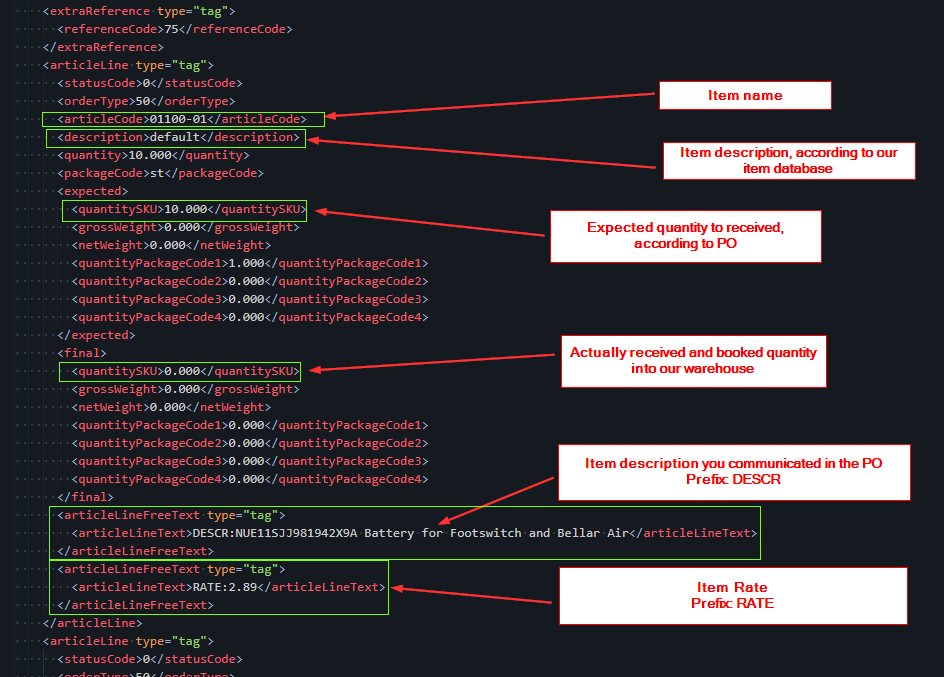 <extraReference type="tag">
<referenceCode>75</referenceCode>
</extraReference>
<articleLine type="tag">
<statusCode>0</statusCode>
<orderType>50</orderType>
Item name
<articleCode>01100-01</articleCode>
<description>default</description>
Item description, according to our
item database
<quantity>10.000</quantity>
<packageCode>st</packageCode>
<expected>
<quantitySKU>10.000</quantitySKU>
Expected quantity to received,
according to PO
<grossWeight>0.000</grossWeight>
<netWeight>0.000</netWeight>
<quantityPackageCode1>1.000</quantityPackageCode1>
<quantityPackageCode2>0.000</quantityPackageCode2>
<quantityPackageCode3>0.000</quantityPackageCode3>
<quantityPackageCode4>0.000</quantityPackageCode4>
</expected>
<final>
Actually received and booked quantity
into our warehouse
<quantitySKU>0.000</quantitySKU>
<grossWeight>0.000</grossWeight>
<netWeight>0.000</netWeight>
<quantityPackageCode1>0.000</quantityPackageCode1>
<quantityPackageCode2>0.000</quantityPackageCode2>
<quantityPackageCode3>0.000</quantityPackageCode3>
<quantityPackageCode4>0.000</quantityPackageCode4>
</final>
Item description you communicated in the PO
Prefix: DESCR
<articleLineFreeText type="tag">
<articleLineText>DESCR:NUE11SJJ981942X9A Battery for Footswitch and Bellar Air</articleLineText>
</articleLineFreeText>
<articleLineFreeText type="tag">
<articleLineText>RATE:2.89</articleLineText>
</articleLineFreeText>
Item Rate
Prefix: RATE
</articleLine>
<articleLine type="tag">
<statusCode>0</statusCode>
<orderType>50</orderType>